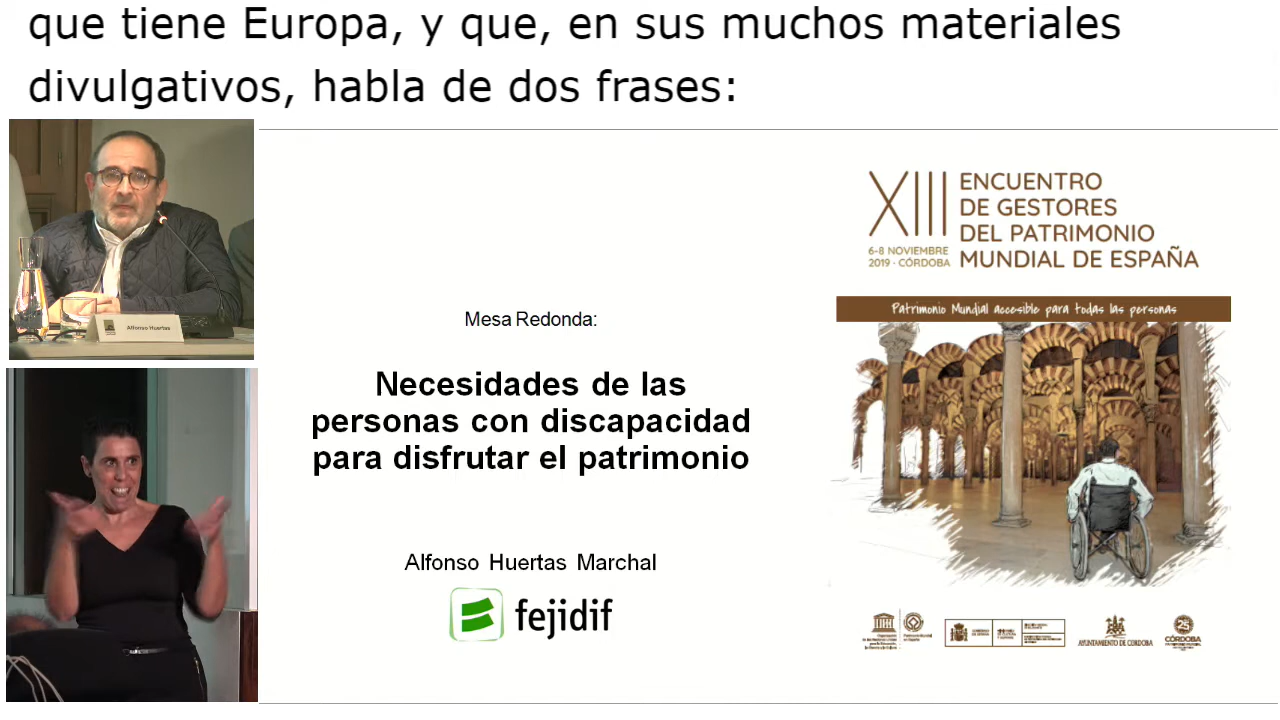 que tiene Europa, y que, en sus muchos materiales
divulgativos, habla de dos frases:
Alfonso Huertas
Mesa Redonda:
Necesidades de las
personas con discapacidad
para disfrutar el patrimonio
Alfonso Huertas Marchal
fejidif
XIII
ENCUENTRO
DE GESTORES
DEL PATRIMONIO
MUNDIAL DE ESPAÑA
6-8 NOVIEMBRE
2019 · CÓRDOBA
Patrimonio Mundial accesible para todas las personas
AYUNTAMIENTO DE CÓRDOBA
25
CÓRDOBA